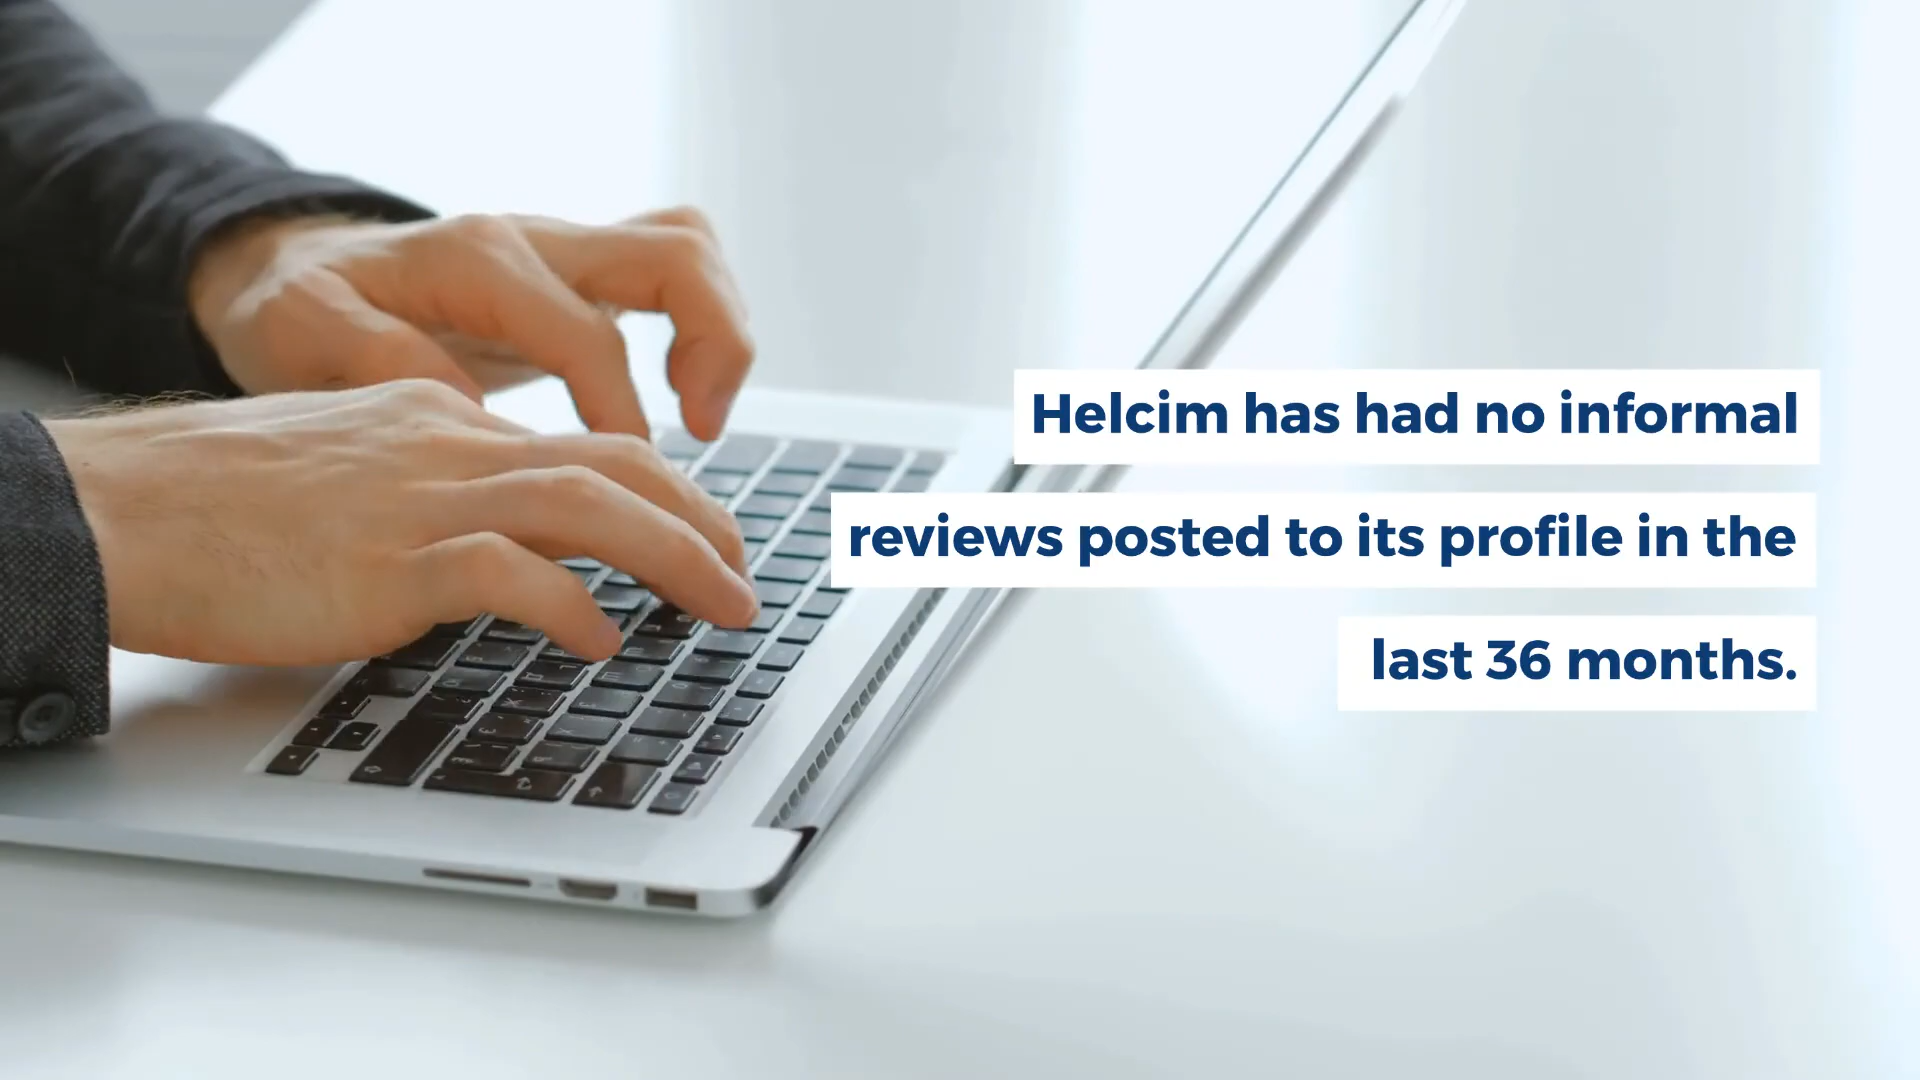 Helcim has had no informal
reviews posted to its profile in the
last 36 months.